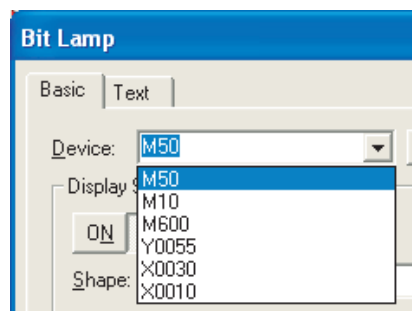 Bit Lamp
Basic Text
Device: M50
Display
M50
M10
M600
Y0055
ON
X0030
Shape:
X0010